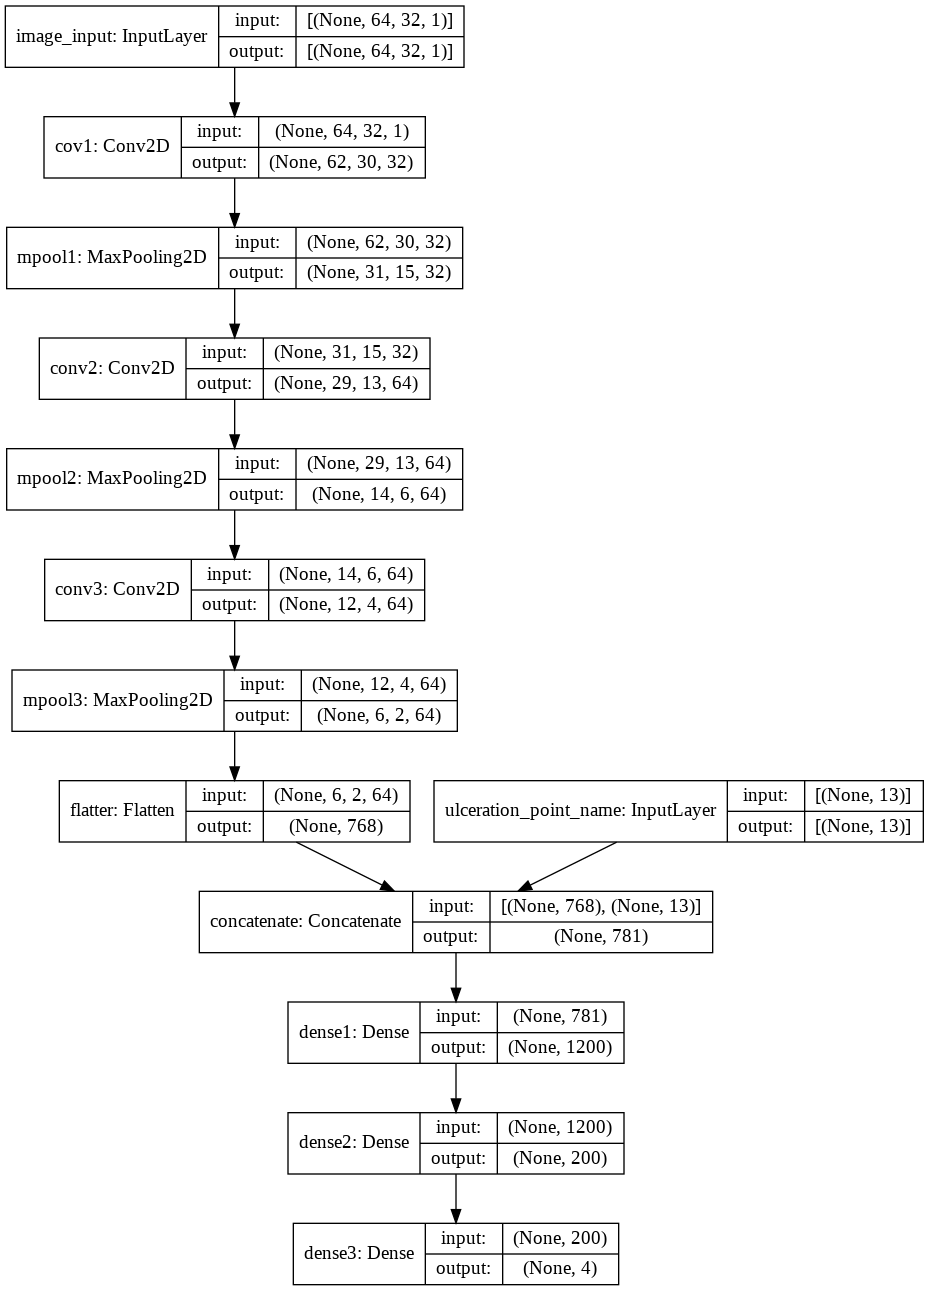 image_input: InputLayer
input: [(None, 64, 32, 1)]
output: [(None, 64, 32, 1)]
cov1: Conv2D
input: (None, 64, 32, 1)
output: (None, 62, 30, 32)
mpool1: MaxPooling2D
input: (None, 62, 30, 32)
output: (None, 31, 15, 32)
conv2: Conv2D
input: (None, 31, 15, 32)
output: (None, 29, 13, 64)
mpool2: MaxPooling2D
input: (None, 29, 13, 64)
output: (None, 14, 6, 64)
conv3: Conv2D
input: (None, 14, 6, 64)
output: (None, 12, 4, 64)
mpool3: MaxPooling2D
input: (None, 12, 4, 64)
output: (None, 6, 2, 64)
flatter: Flatten
input: (None, 6, 2, 64)
output: (None, 768)
ulceration_point_name: InputLayer
input: [(None, 13)]
output: [(None, 13)]
concatenate: Concatenate
input: [(None, 768), (None, 13)]
output: (None, 781)
dense1: Dense
input: (None, 781)
output: (None, 1200)
dense2: Dense
input: (None, 1200)
output: (None, 200)
dense3: Dense
input: (None, 200)
output: (None, 4)